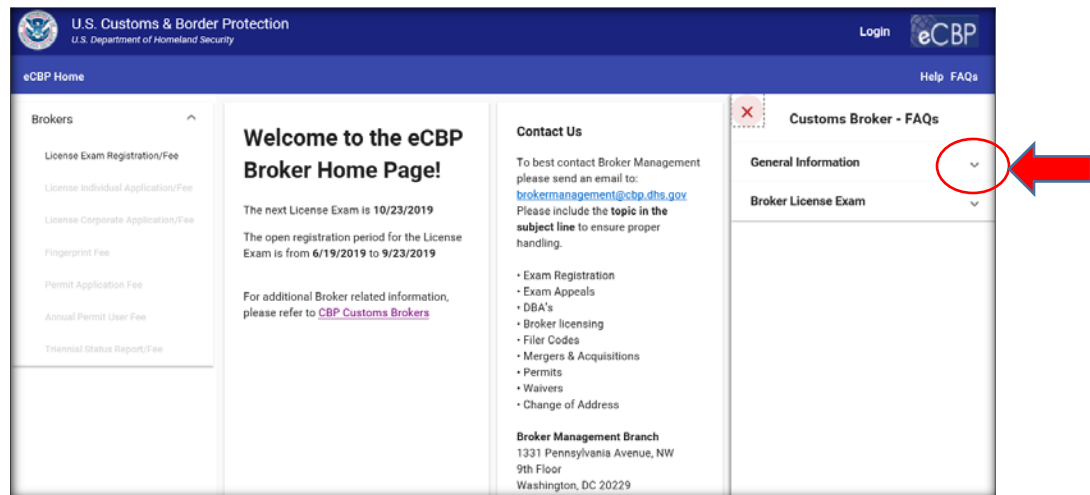 U.S. Customs & Border Protection
U.S. Department of Homeland Security
Login
eCBP
eCBP Home
Help FAQs
Brokers
License Exam Registration/Fee
License Individual Application/Fee
License Corporate Application/Fee
Fingerprint Fee
Permit Application Fee
Annual Permit User Fee
Triennial Status Report/Fee
Welcome to the eCBP
Broker Home Page!
The next License Exam is 10/23/2019
The open registration period for the License
Exam is from 6/19/2019 to 9/23/2019
For additional Broker related information,
please refer to CBP Customs Brokers
Contact Us
To best contact Broker Management
please send an email to:
brokermanagement@cbp.dhs.gov
Please include the topic in the
subject line to ensure proper
handling.
• Exam Registration
• Exam Appeals
• DBA's
• Broker licensing
• Filer Codes
• Mergers & Acquisitions
• Permits
• Waivers
• Change of Address
Broker Management Branch
1331 Pennsylvania Avenue, NW
9th Floor
Washington, DC 20229
Customs Broker - FAQs
General Information
Broker License Exam